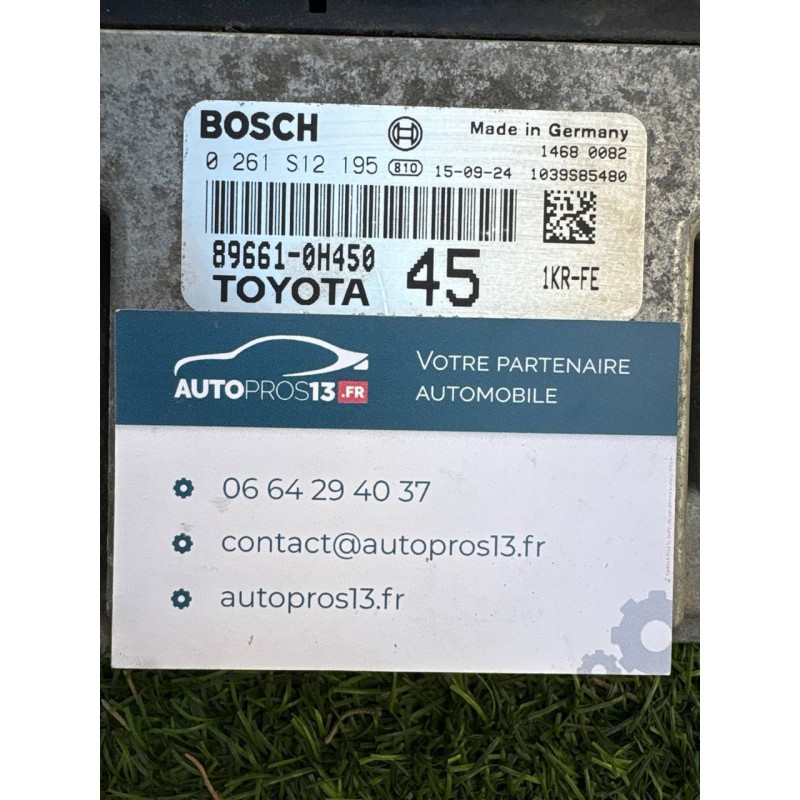 BOSCH Made in Germany
1468 0082
0 261 S12 195 B10 15-09-24 1039S85480
89661-0H450
TOYOTA 45 1KR-FE
AUTOPROS13.FR
VOTRE PARTENAIRE
AUTOMOBILE
06 64 29 40 37
contact@autopros13.fr
autopros13.fr